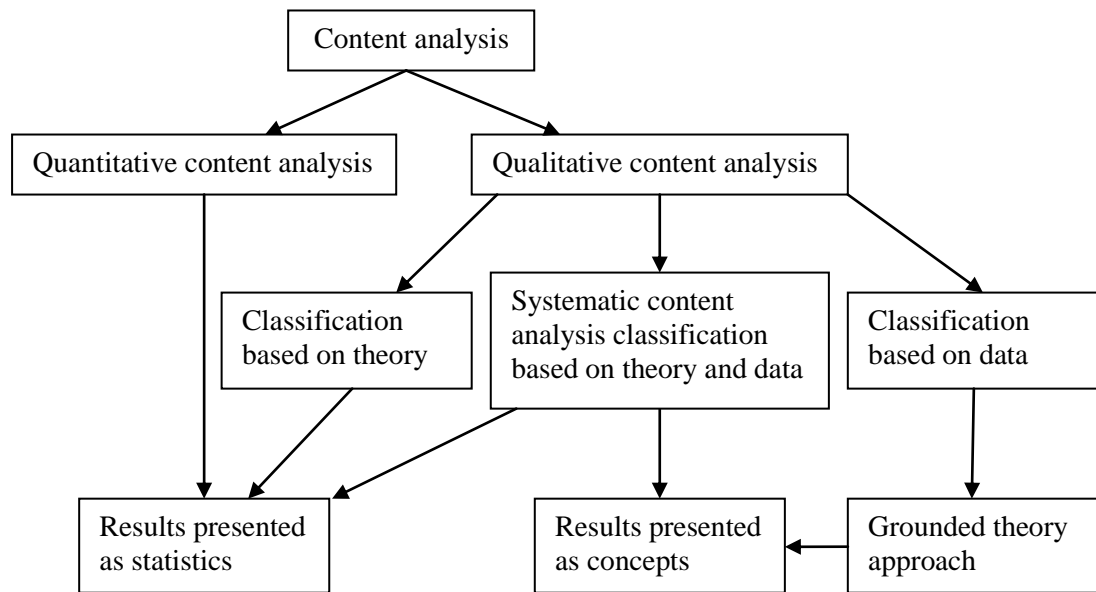 Content analysis
Quantitative content analysis
Qualitative content analysis
Classification
based on theory
Systematic content
analysis classification
based on theory and data
Classification
based on data
Results presented
as statistics
Results presented
as concepts
Grounded theory
approach